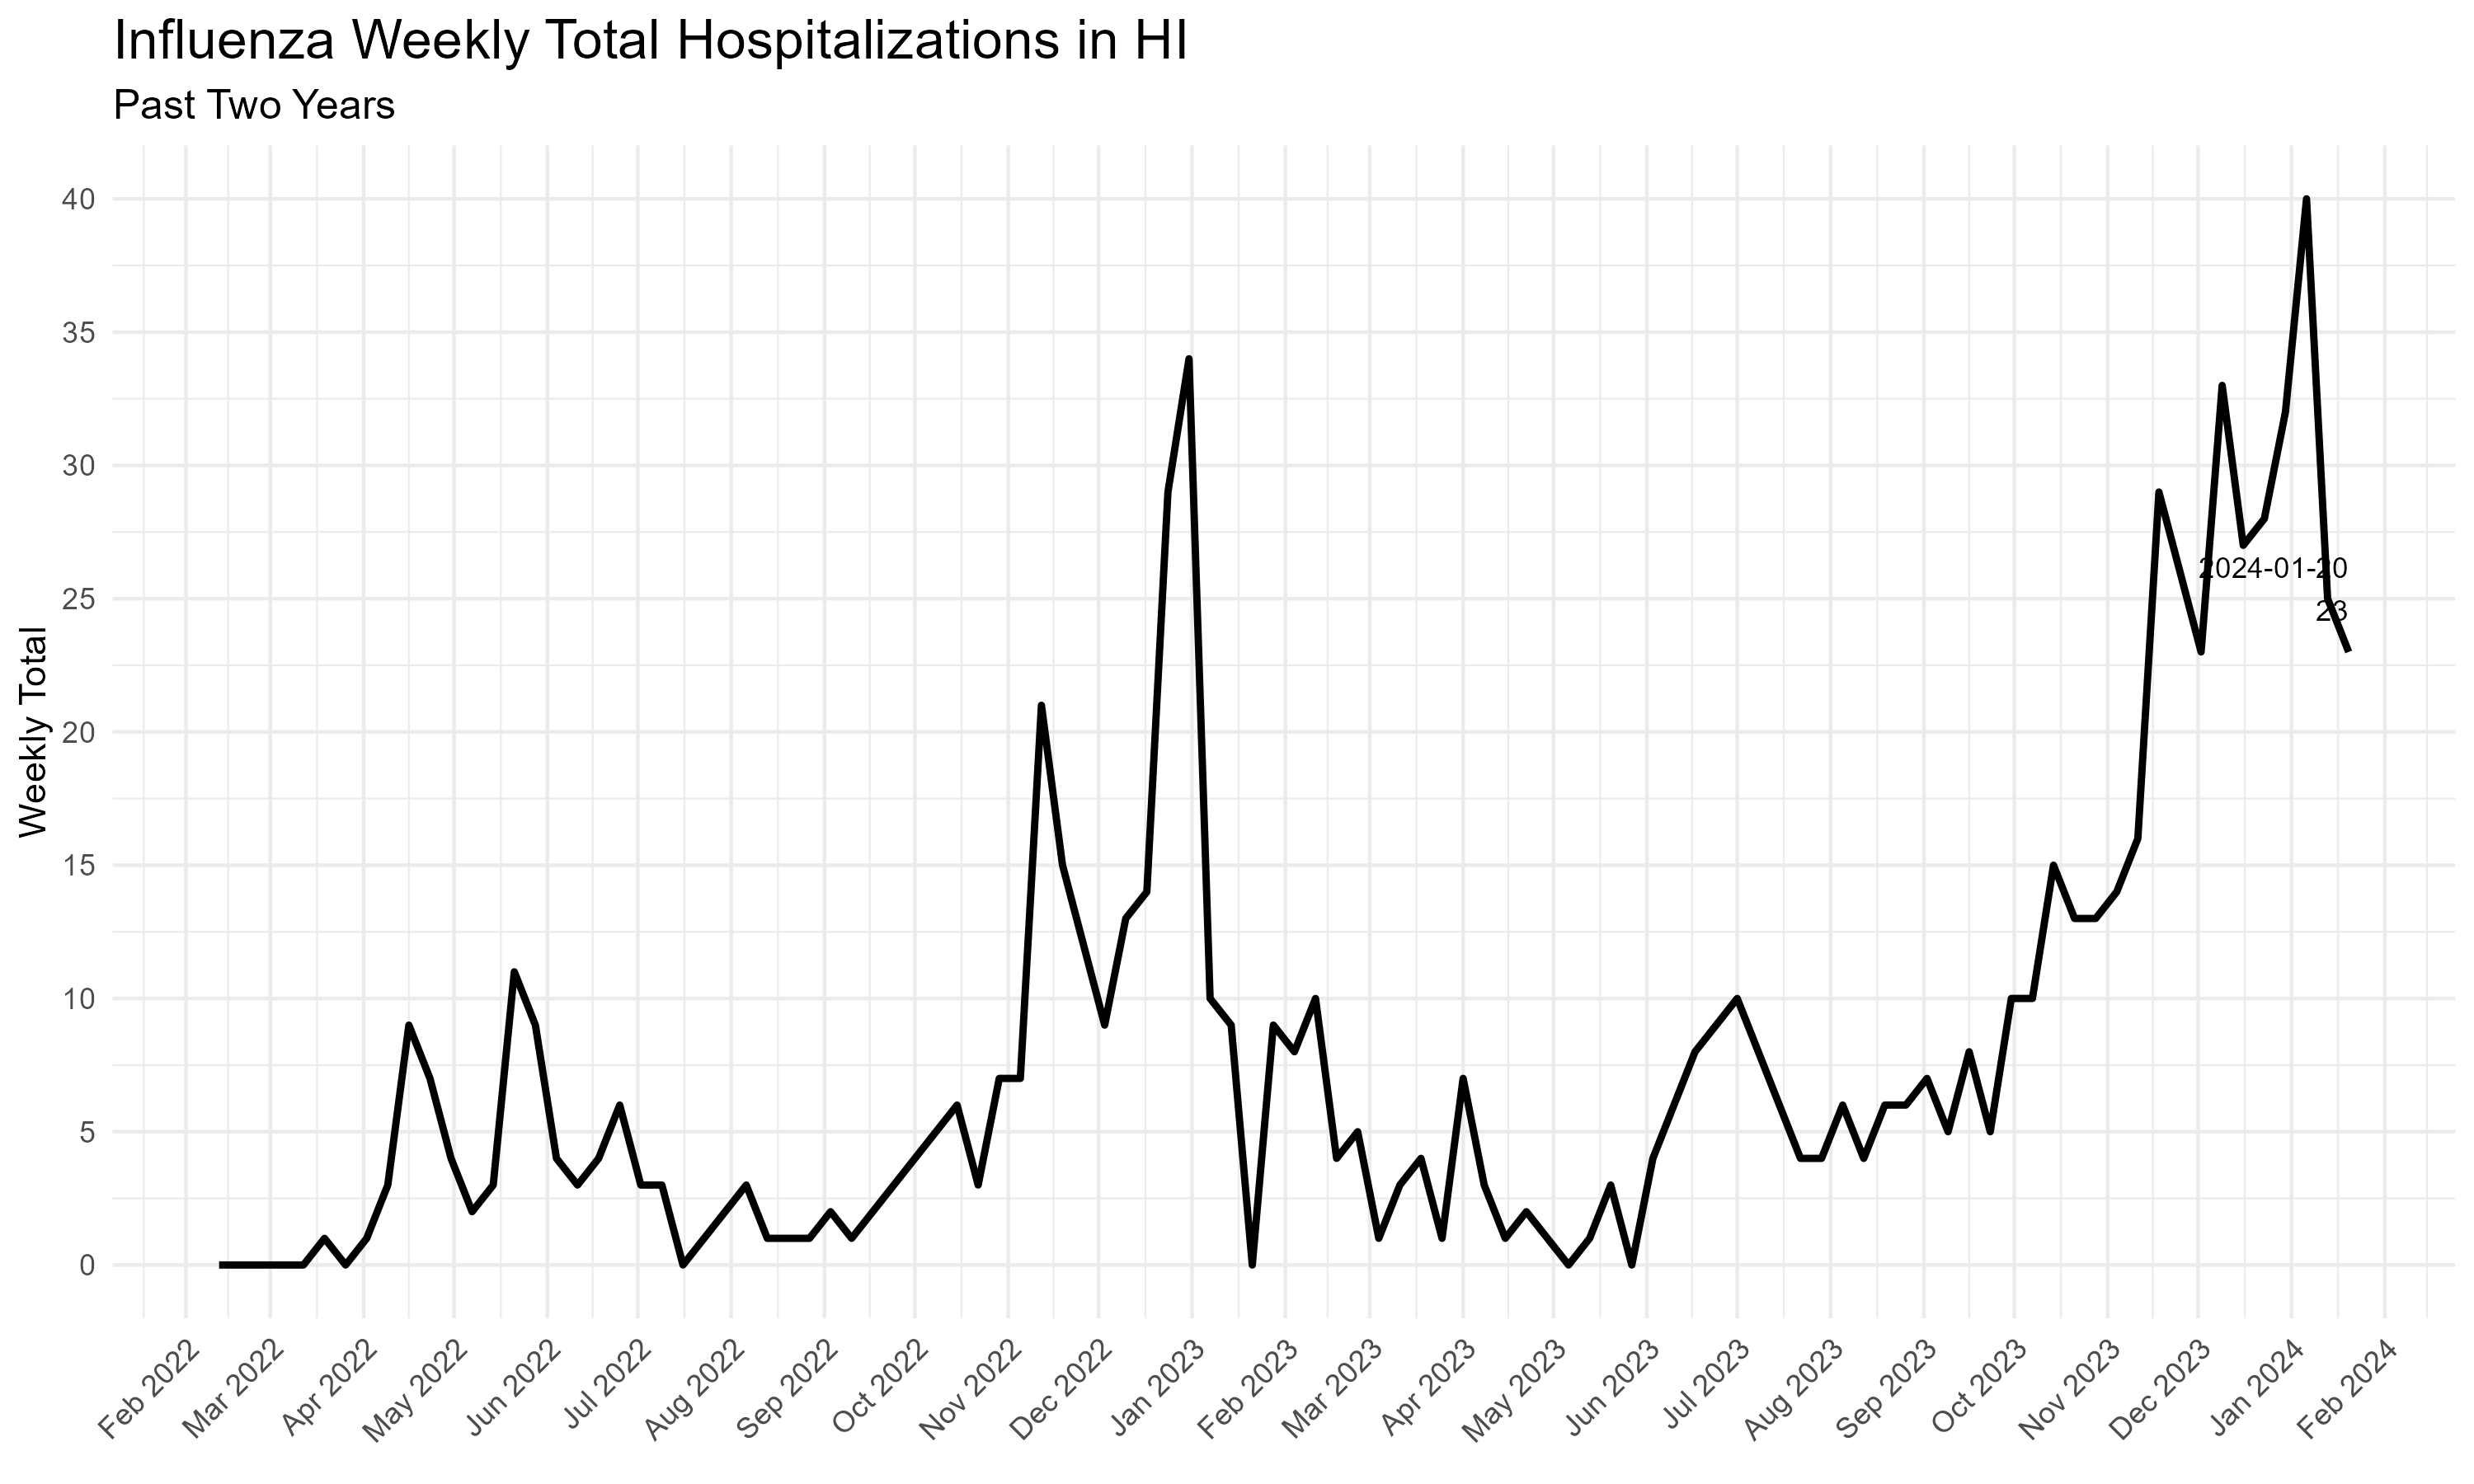 Influenza Weekly Total Hospitalizations in HI
Past Two Years
Weekly Total
40
35
30
25
20
15
10
5
0
2024-01-20
23
Feb 2022
Mar 2022
Apr 2022
May 2022
Jun 2022
Jul 2022
Aug 2022
Sep 2022
Oct 2022
Nov 2022
Dec 2022
Jan 2023
Feb 2023
Mar 2023
Apr 2023
May 2023
Jun 2023
Jul 2023
Aug 2023
Sep 2023
Oct 2023
Nov 2023
Dec 2023
Jan 2024
Feb 2024